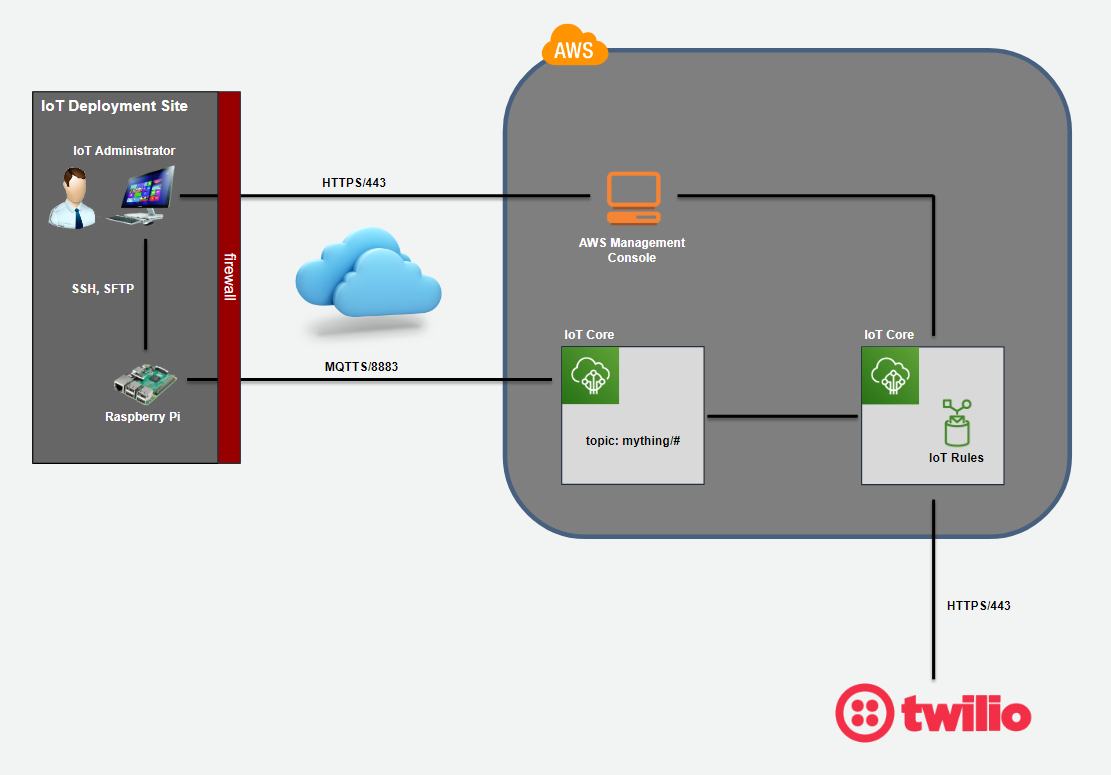 AWS
IoT Deployment Site
IoT Administrator
HTTPS/443
AWS Management
Console
firewall
SSH, SFTP
IoT Core
IoT Core
MQTTS/8883
Raspberry Pi
topic: mything/#
IoT Rules
HTTPS/443
twilio